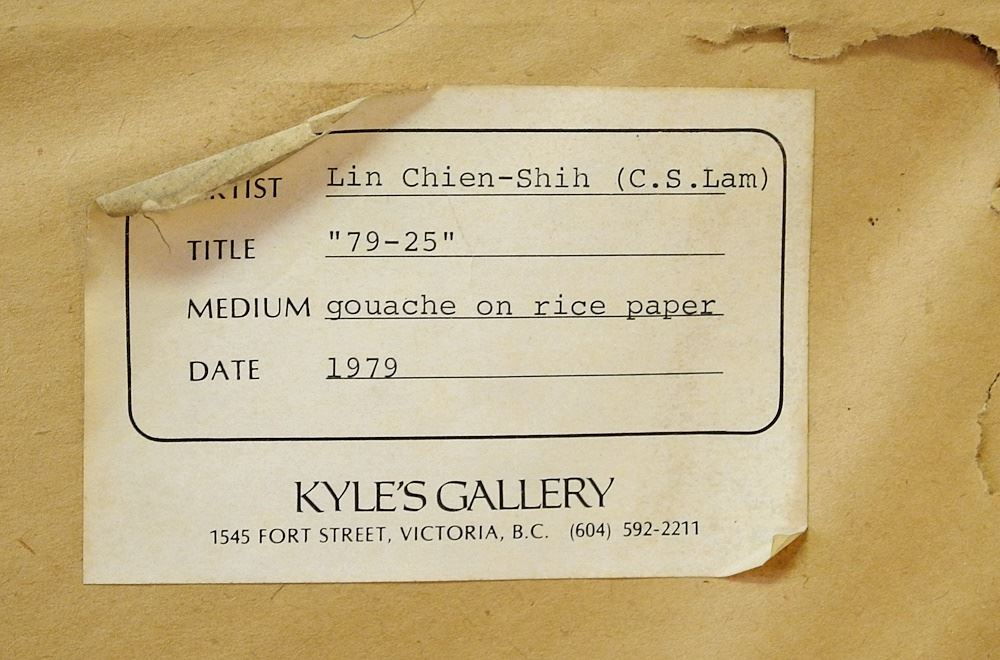 ARTIST Lin Chien-Shih (C.S.Lam)
TITLE "79-25"
MEDIUM gouache on rice paper
DATE 1979
KYLE'S GALLERY
1545 FORT STREET, VICTORIA, B.C. (604) 592-2211